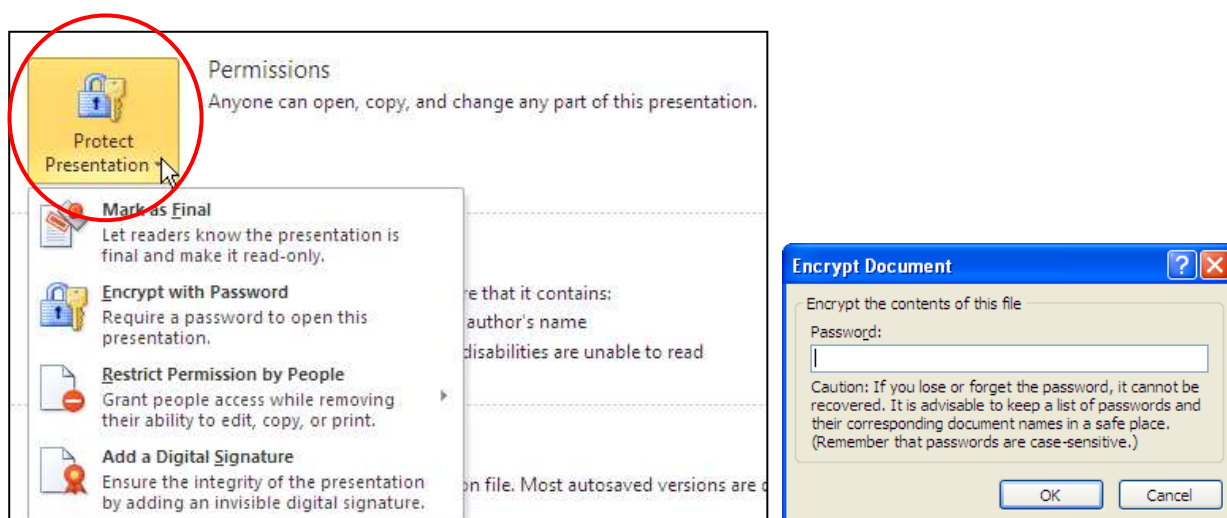 Permissions
Anyone can open, copy, and change any part of this presentation.
Protect
Presentation
Mark as Final
Let readers know the presentation is
final and make it read-only.
Encrypt with Password
Require a password to open this
presentation.
Restrict Permission by People
Grant people access while removing
their ability to edit, copy, or print.
Add a Digital Signature
Ensure the integrity of the presentation
by adding an invisible digital signature.
that it contains:
author's name
disabilities are unable to read
file. Most autosaved versions are
Encrypt Document
Encrypt the contents of this file
Password:
Caution: If you lose or forget the password, it cannot be
recovered. It is advisable to keep a list of passwords and
their corresponding document names in a safe place.
(Remember that passwords are case-sensitive.)
OK
Cancel